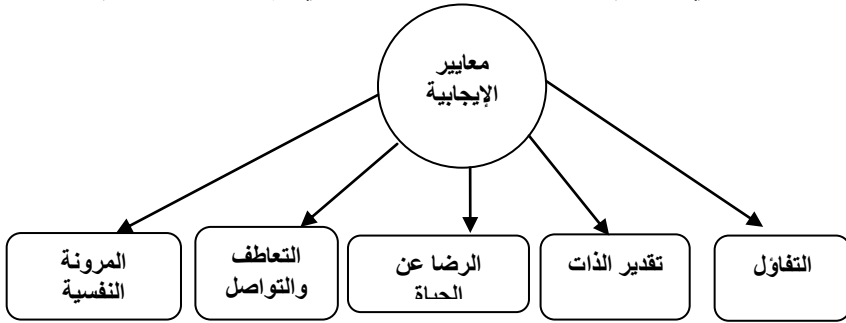 معايير
الإيجابية
التفاؤل
تقدير الذات
الرضا عن
الحياة
التعاطف
والتواصل
المرونة
النفسية